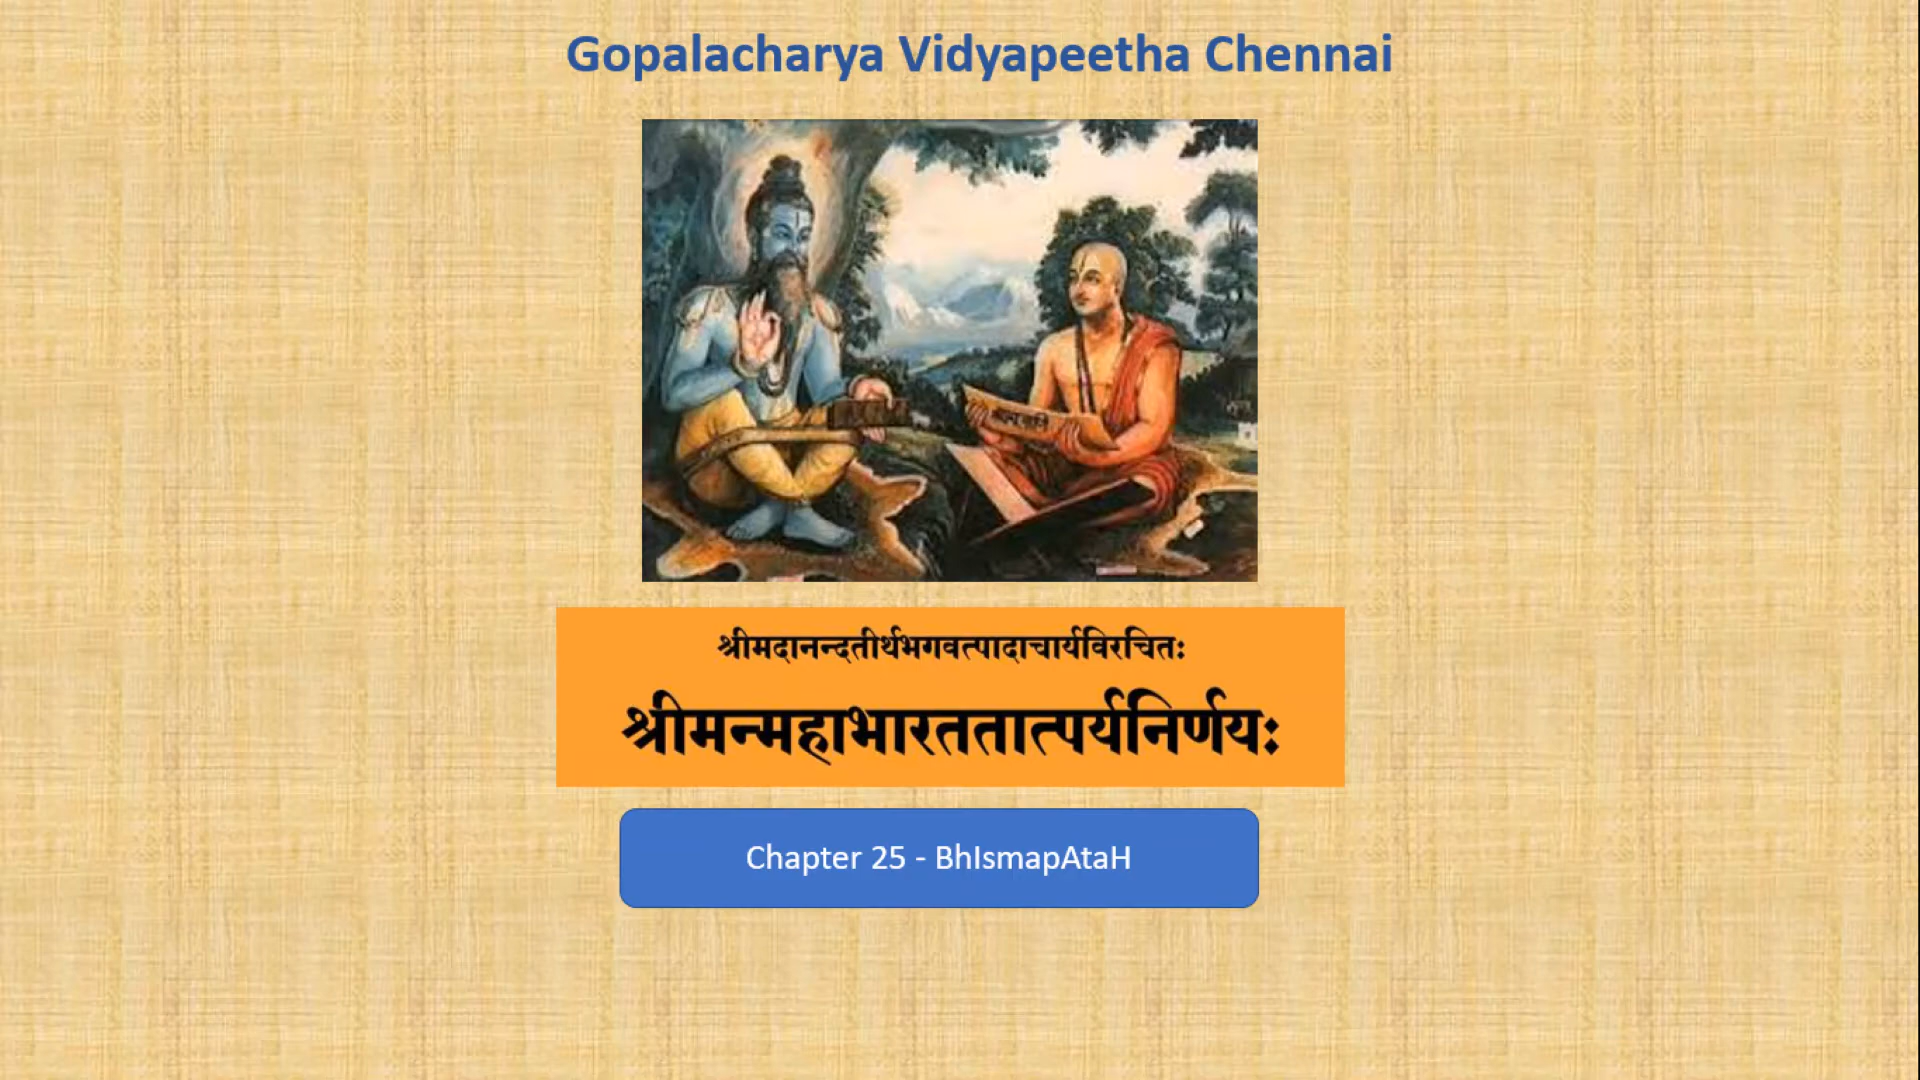 Gopalacharya Vidyapeetha Chennai
श्रीमदानन्दतीर्थभगवत्पादाचार्यविरचितः
श्रीमन्महाभारततात्पर्यनिर्णयः
Chapter 25 - BhIsmapAtaH